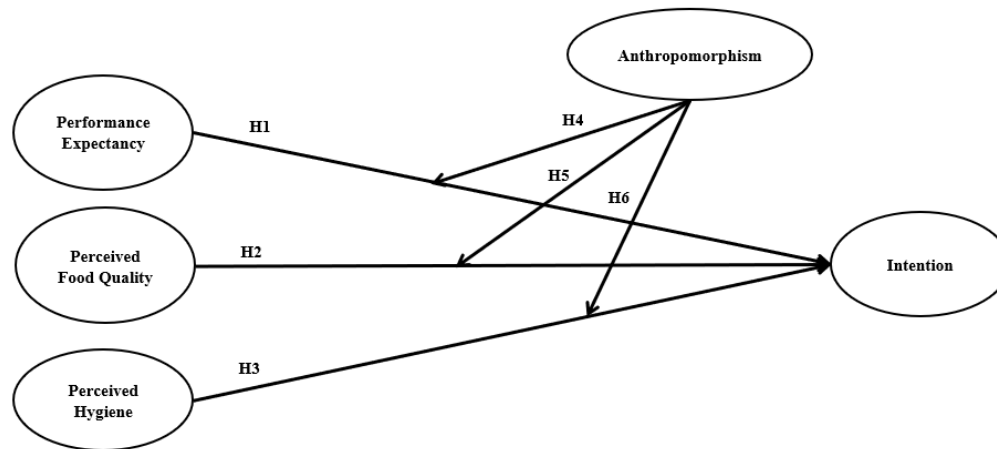 Anthropomorphism
Performance
Expectancy
H1
H4
H5
H6
Perceived
Food Quality
H2
Intention
H3
Perceived
Hygiene